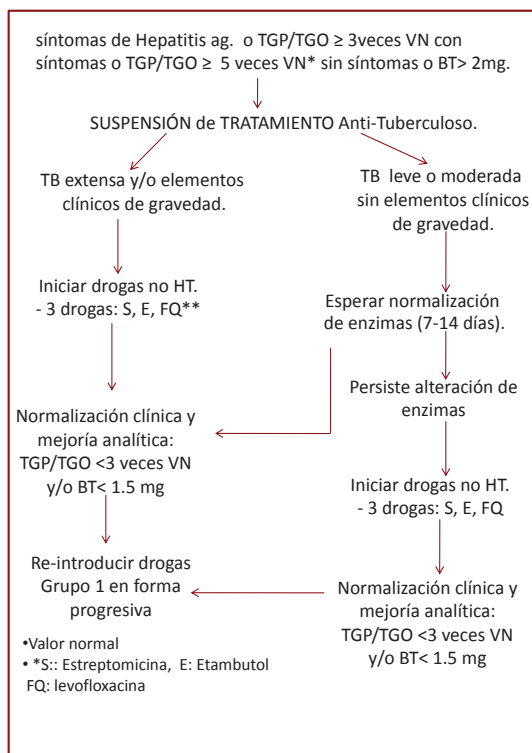 síntomas de Hepatitis ag. o TGP/TGO ≥ 3veces VN con
síntomas o TGP/TGO ≥ 5 veces VN* sin síntomas o BT> 2mg.
SUSPENSIÓN de TRATAMIENTO Anti-Tuberculoso.
TB extensa y/o elementos
clínicos de gravedad.
TB leve o moderada
sin elementos clínicos
de gravedad.
Iniciar drogas no HT.
- 3 drogas: S, E, FQ**
Esperar normalización
de enzimas (7-14 días).
Persiste alteración de
enzimas
Normalización clínica y
mejoría analítica:
TGP/TGO <3 veces VN
y/o BT< 1.5 mg
Iniciar drogas no HT.
- 3 drogas: S, E, FQ
Re-introducir drogas
Grupo 1 en forma
progresiva
Normalización clínica y
mejoría analítica:
TGP/TGO <3 veces VN
y/o BT< 1.5 mg
•Valor normal
• *S:: Estreptomicina, E: Etambutol
FQ: levofloxacina